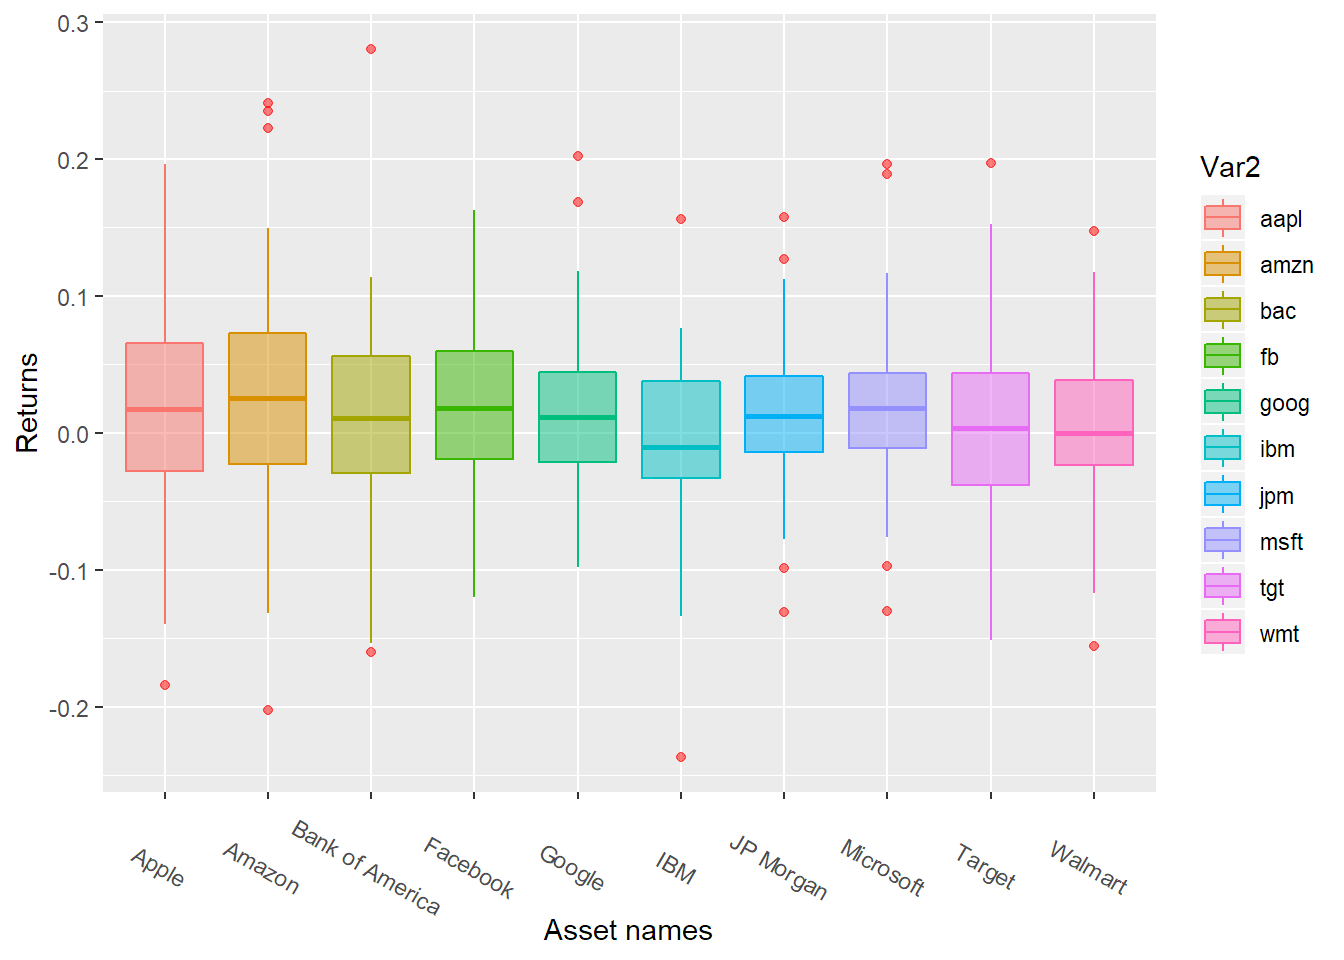 0.3
0.2
0.1
0.0
-0.1
-0.2
Returns
Apple
Amazon
Bank of America
Facebook
Google
IBM
JP Morgan
Microsoft
Target
Walmart
Asset names
Var2
aapl
amzn
bac
fb
goog
ibm
jpm
msft
tgt
wmt